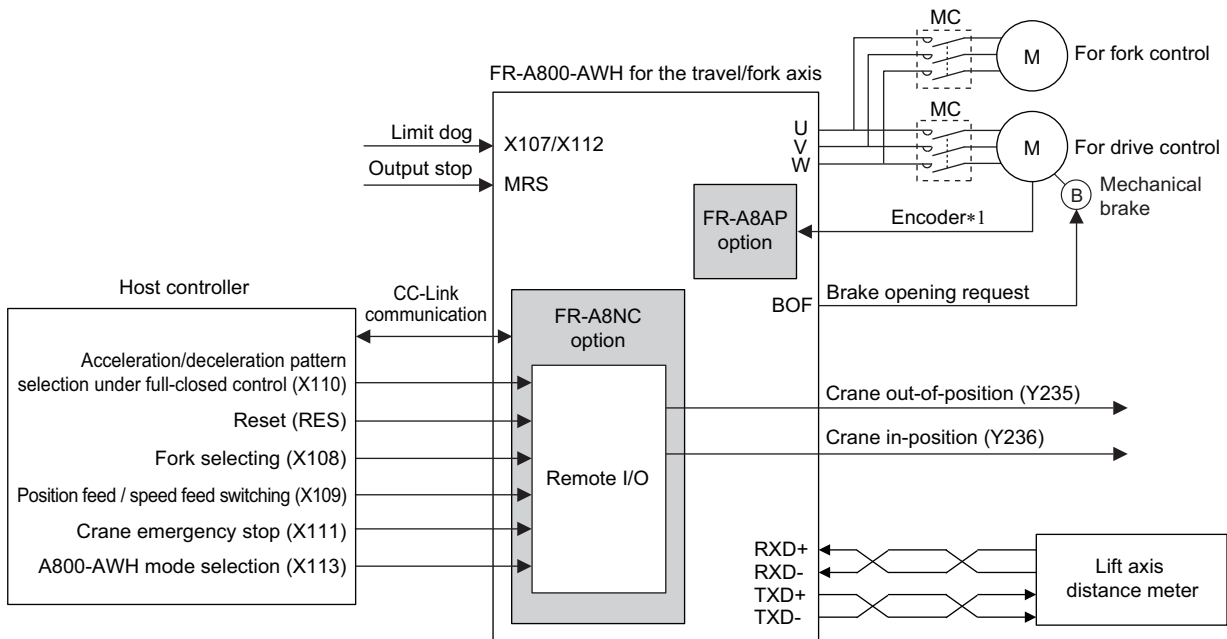 MC
M
For fork control
FR-A800-AWH for the travel/fork axis
MC
Limit dog
X107/X112
U
V
W
M
For drive control
Output stop
MRS
B
Mechanical
brake
FR-A8AP
option
Encoder*1
Host controller
CC-Link
communication
FR-A8NC
option
BOF
Brake opening request
Acceleration/deceleration pattern
selection under full-closed control (X110)
Reset (RES)
Fork selecting (X108)
Position feed / speed feed switching (X109)
Crane emergency stop (X111)
A800-AWH mode selection (X113)
Remote I/O
Crane out-of-position (Y235)
Crane in-position (Y236)
RXD+
RXD-
TXD+
TXD-
Lift axis
distance meter